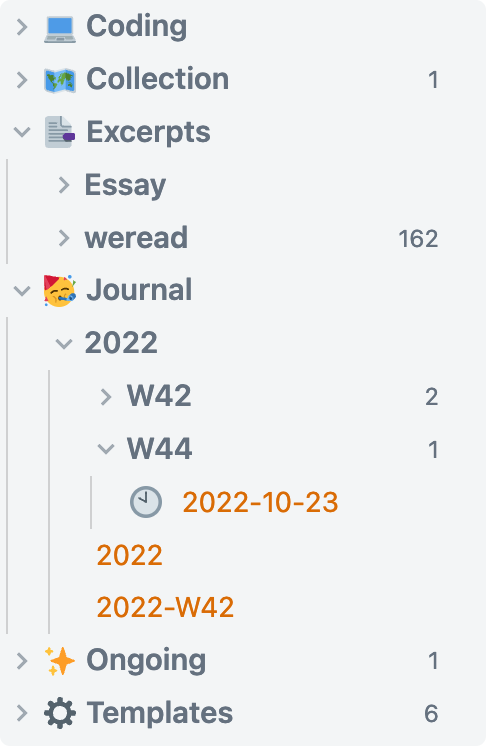 Coding
Collection 1
Excerpts
Essay
weread 162
Journal
2022
W42 2
W44 1
2022-10-23
2022
2022-W42
Ongoing 1
Templates 6